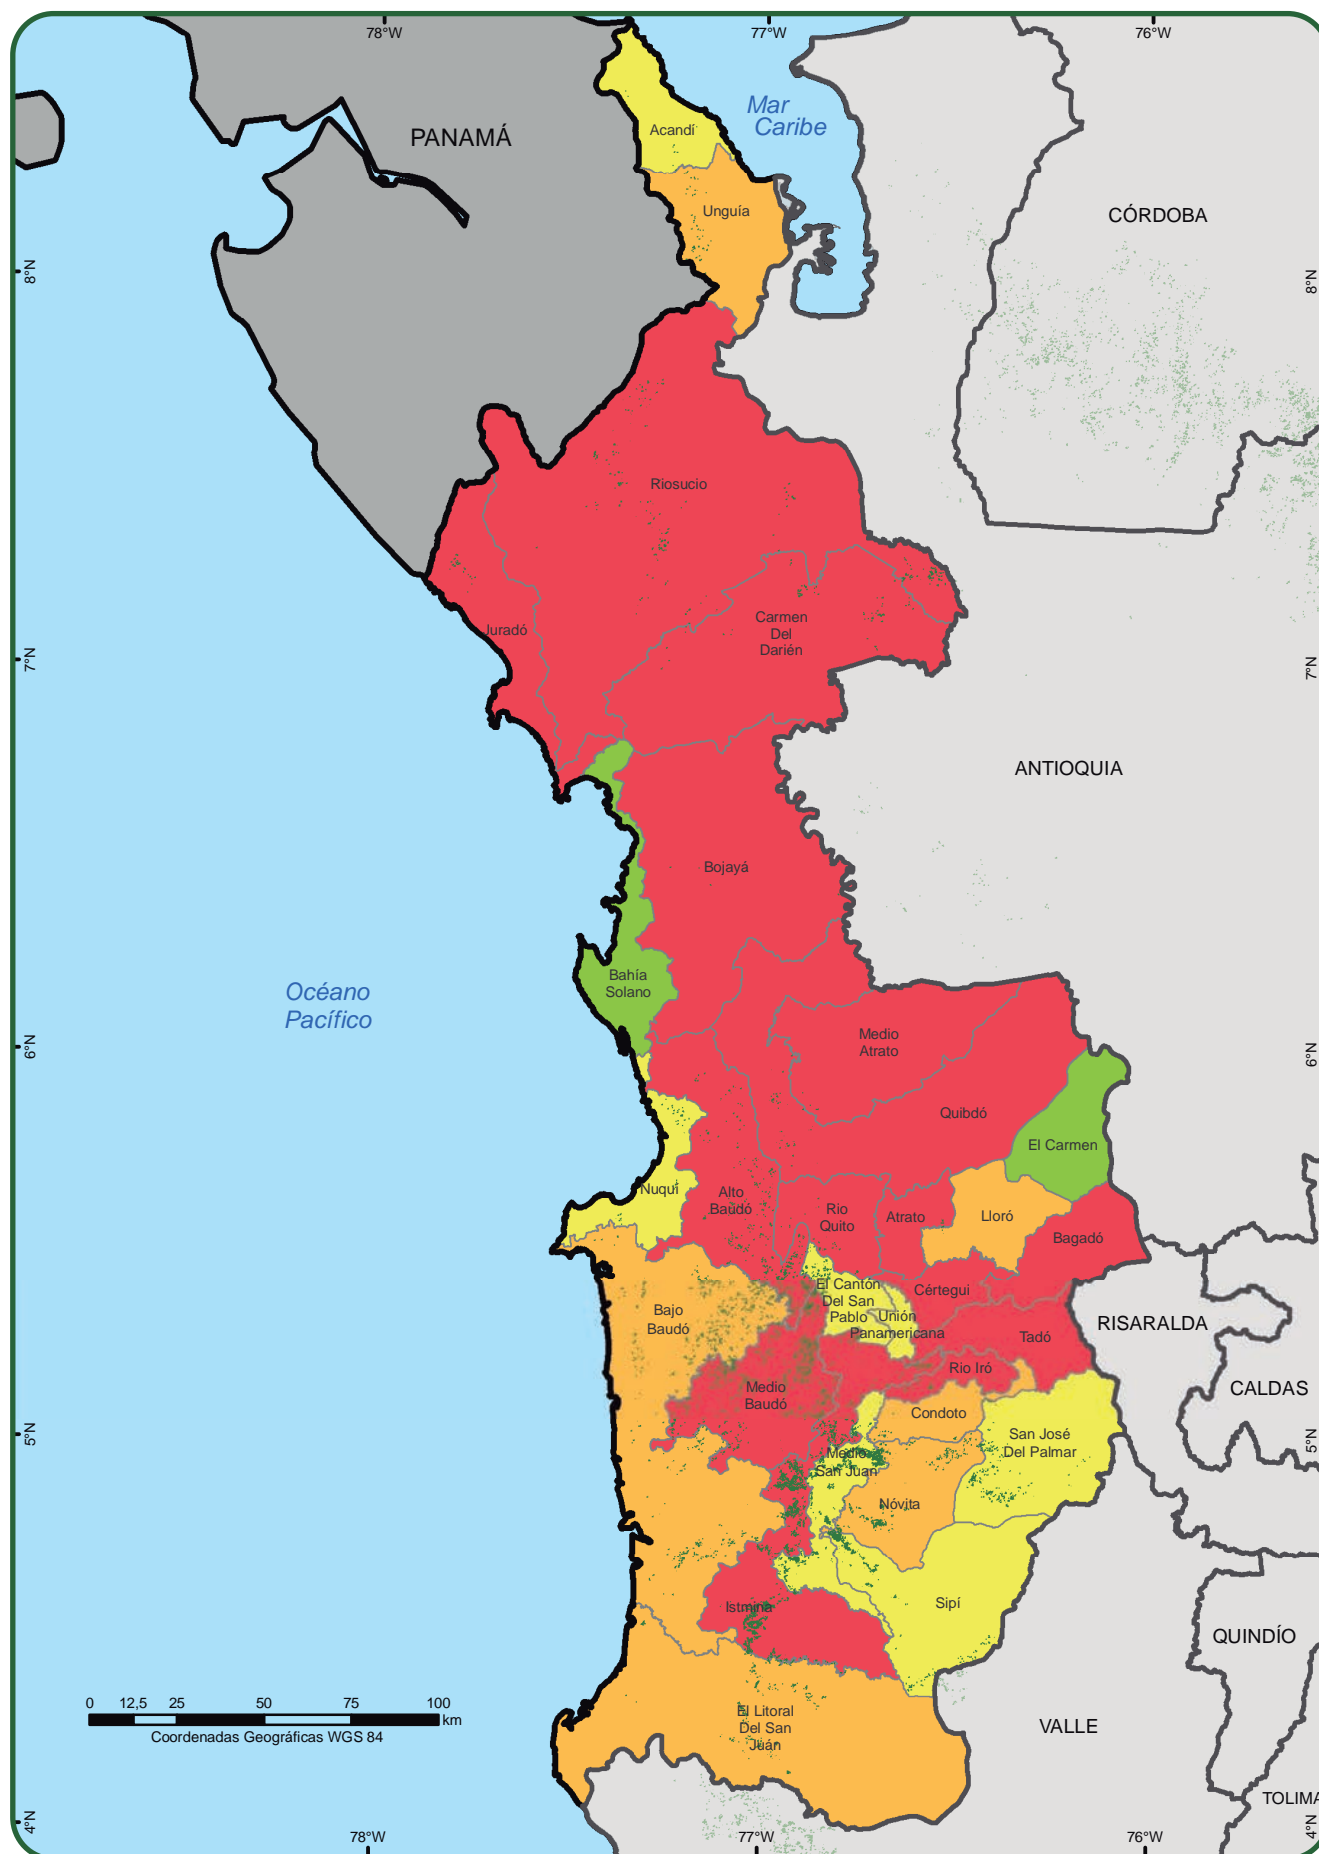 78°W
77°W
76°W
Mar
Caribe
PANAMÁ
Acandí
Unguía
CÓRDOBA
8°N
8°N
Riosucio
Carmen
Del
Darién
Juradó
7°N
7°N
ANTIOQUIA
Bojayá
Bahía
Solano
Océano
Pacífico
Medio
Atrato
6°N
6°N
Quibdó
El Carmen
Nuquí
Alto
Baudó
Rio
Quito
Atrato
Lloró
Bagadó
El Cantón
Del San
Pablo
Cértegui
Unión
Panamericana
Bajo
Baudó
RISARALDA
Tadó
Rio Iró
Medio
Baudó
CALDAS
Condoto
San José
Del Palmar
5°N
5°N
Medio
San Juan
Nóvita
Istmina
Sipí
QUINDÍO
0 12,5 25 50 75 100
km
Coordenadas Geográficas WGS 84
El Litoral
Del San
Juán
VALLE
TOLIMA
4°N
4°N
78°W
77°W
76°W